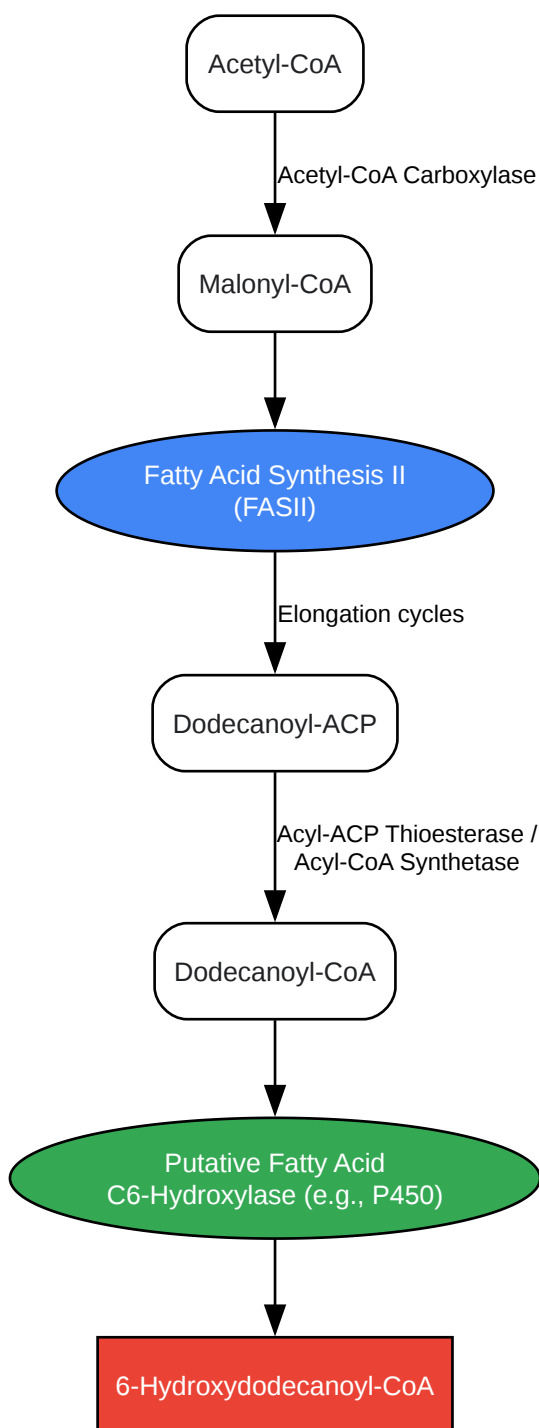 Acetyl-CoA
Acetyl-CoA Carboxylase
Malonyl-CoA
Fatty Acid Synthesis II
(FASII)
Elongation cycles
Dodecanoyl-ACP
Acyl-ACP Thioesterase /
Acyl-CoA Synthetase
Dodecanoyl-CoA
Putative Fatty Acid
C6-Hydroxylase (e.g., P450)
6-Hydroxydodecanoyl-CoA